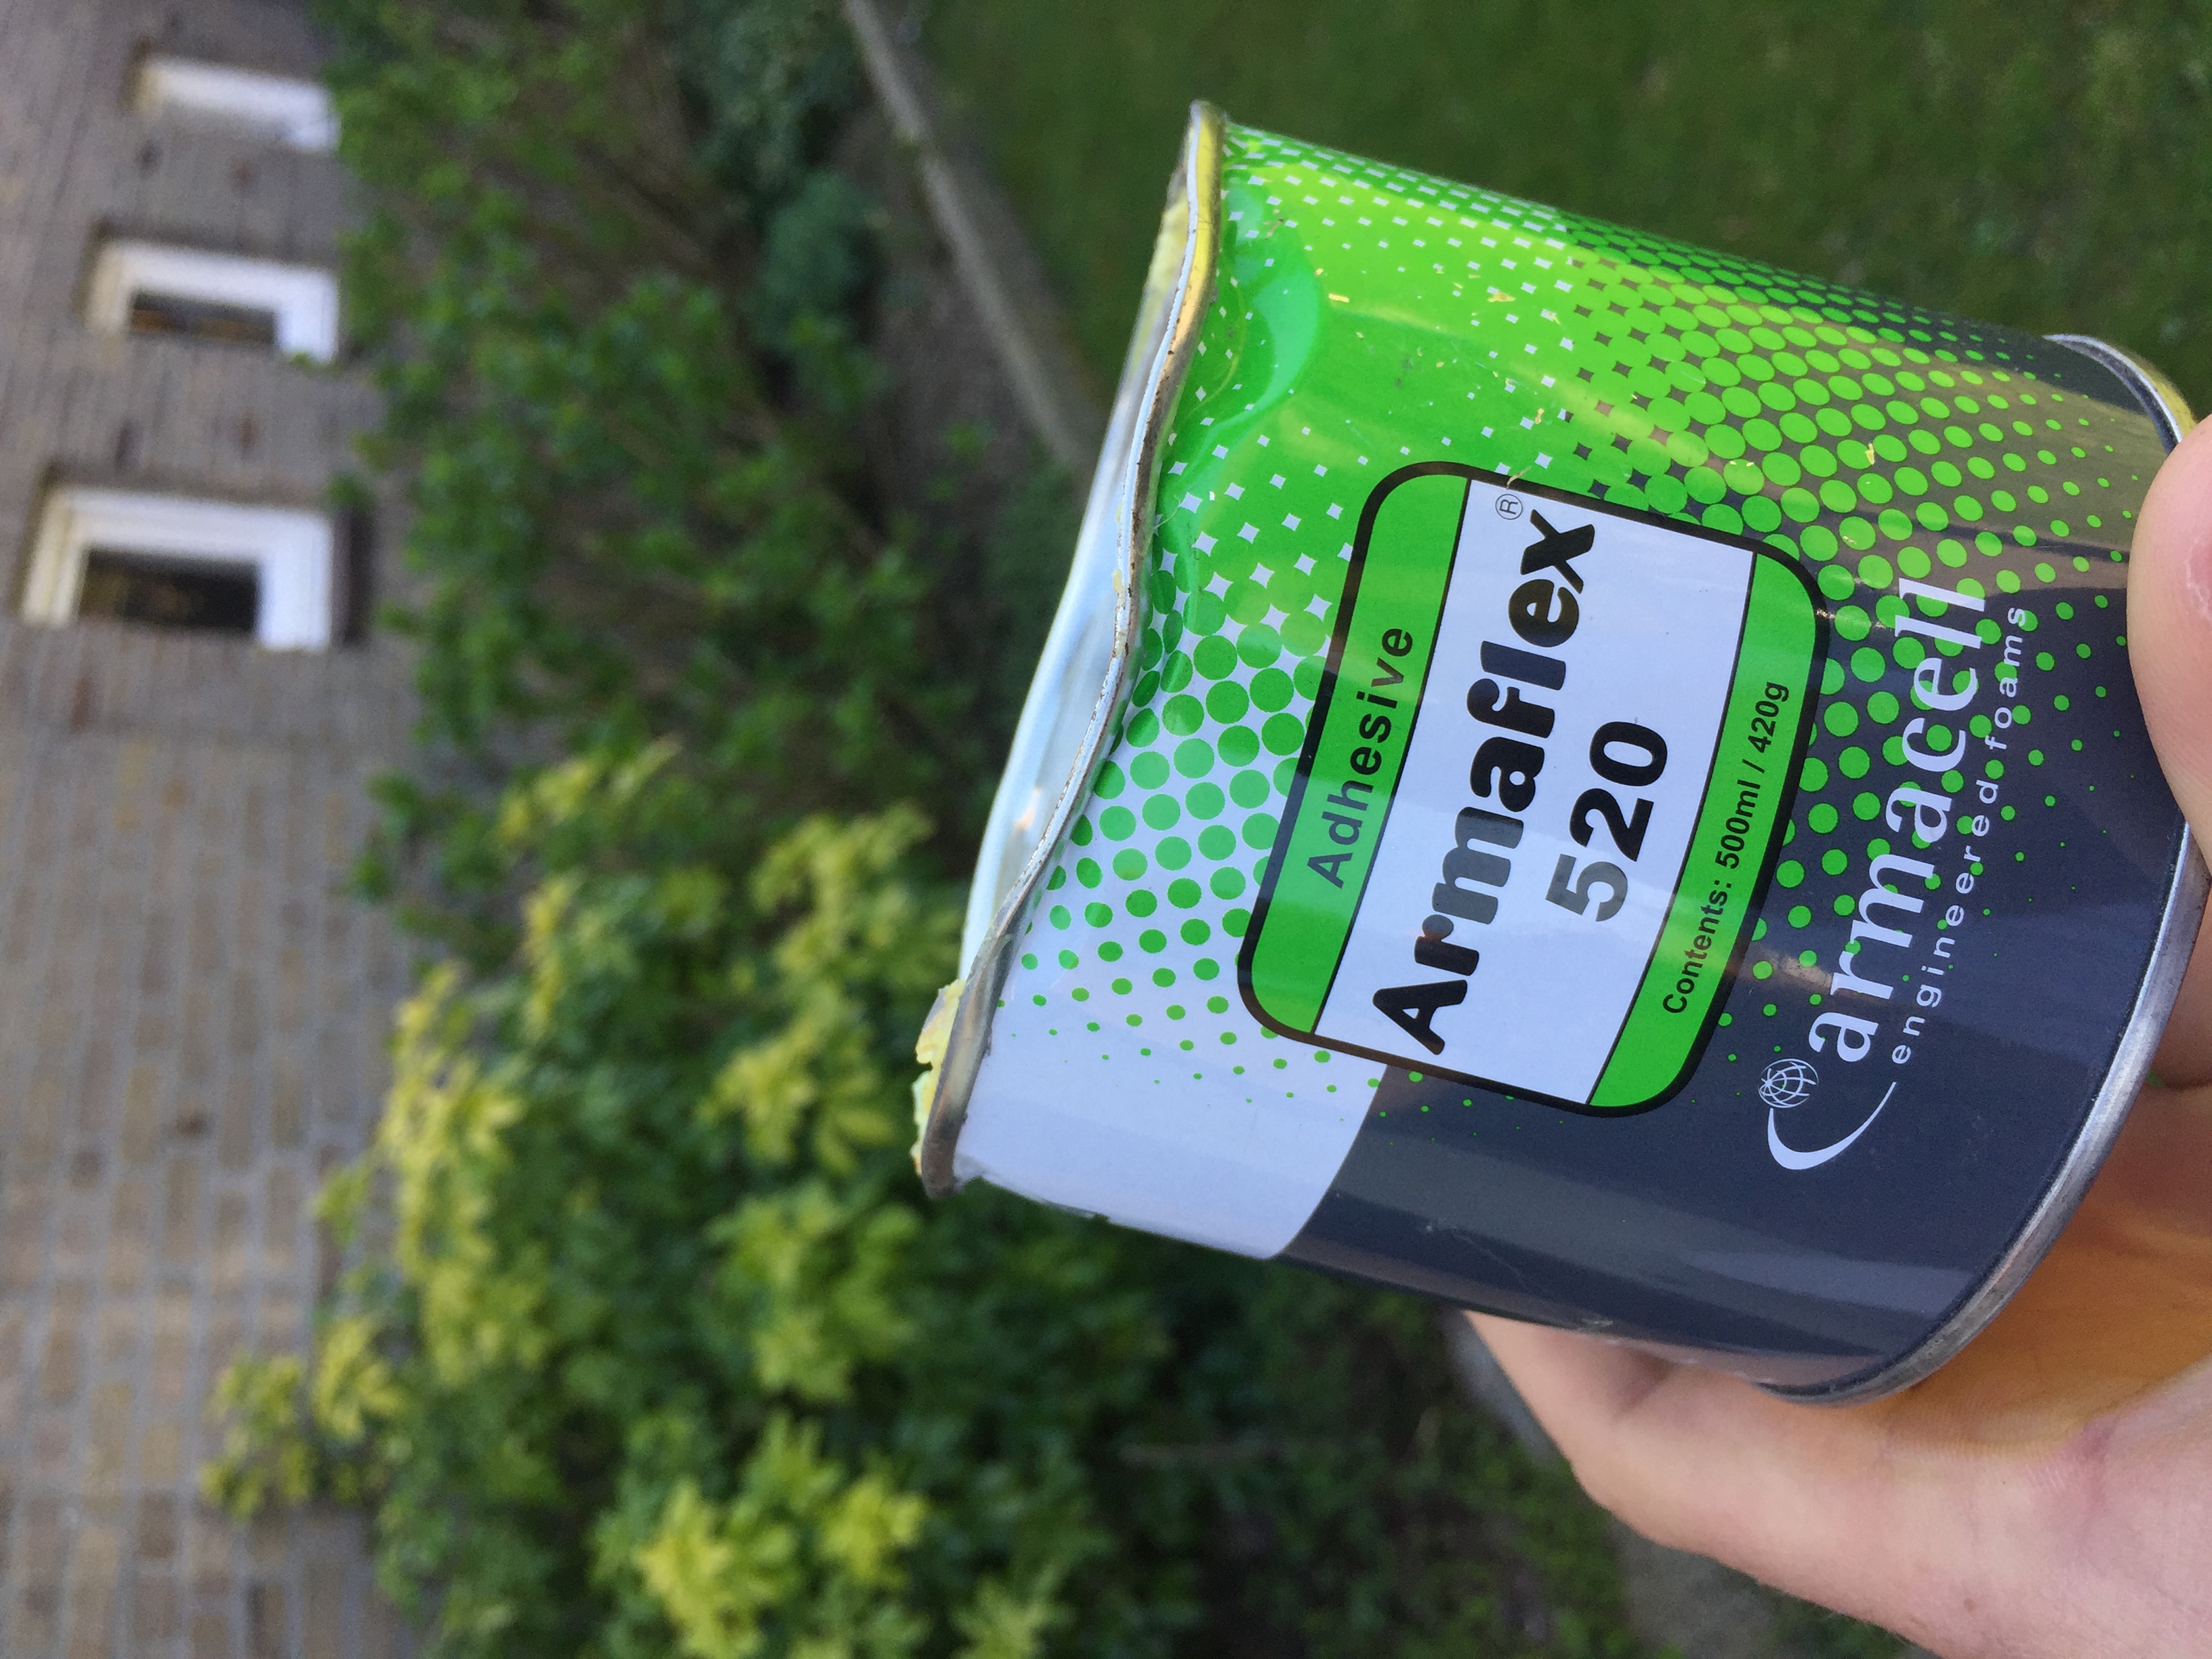 Adhesive
Armaflex®
520
Contents: 500ml / 420g
armacell
engineered foams